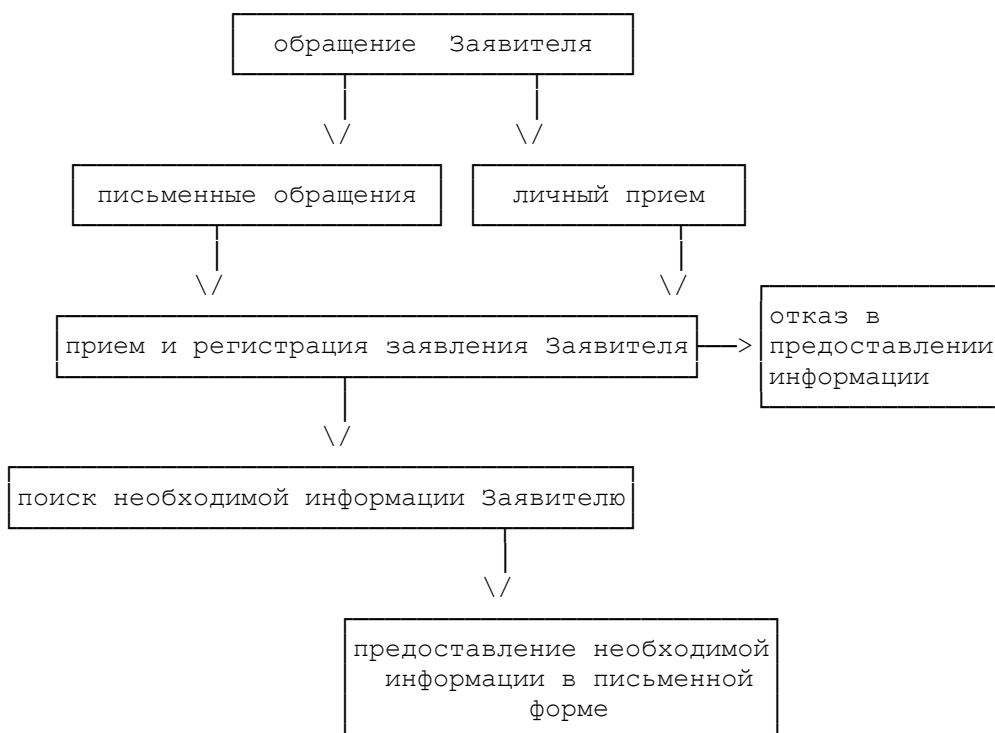 обращение Заявителя
письменные обращения
личный прием
прием и регистрация заявления Заявителя
отказ в
предоставлении
информации
поиск необходимой информации Заявителю
предоставление необходимой
информации в письменной
форме